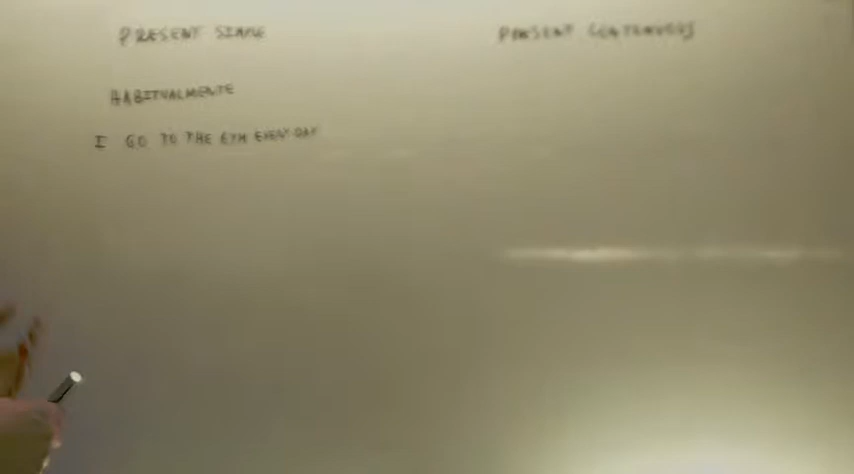 PRESENT SIMPLE
PRESENT CONTINUOUS
HABITUALMENTE
I GO TO THE GYM EVERY DAY